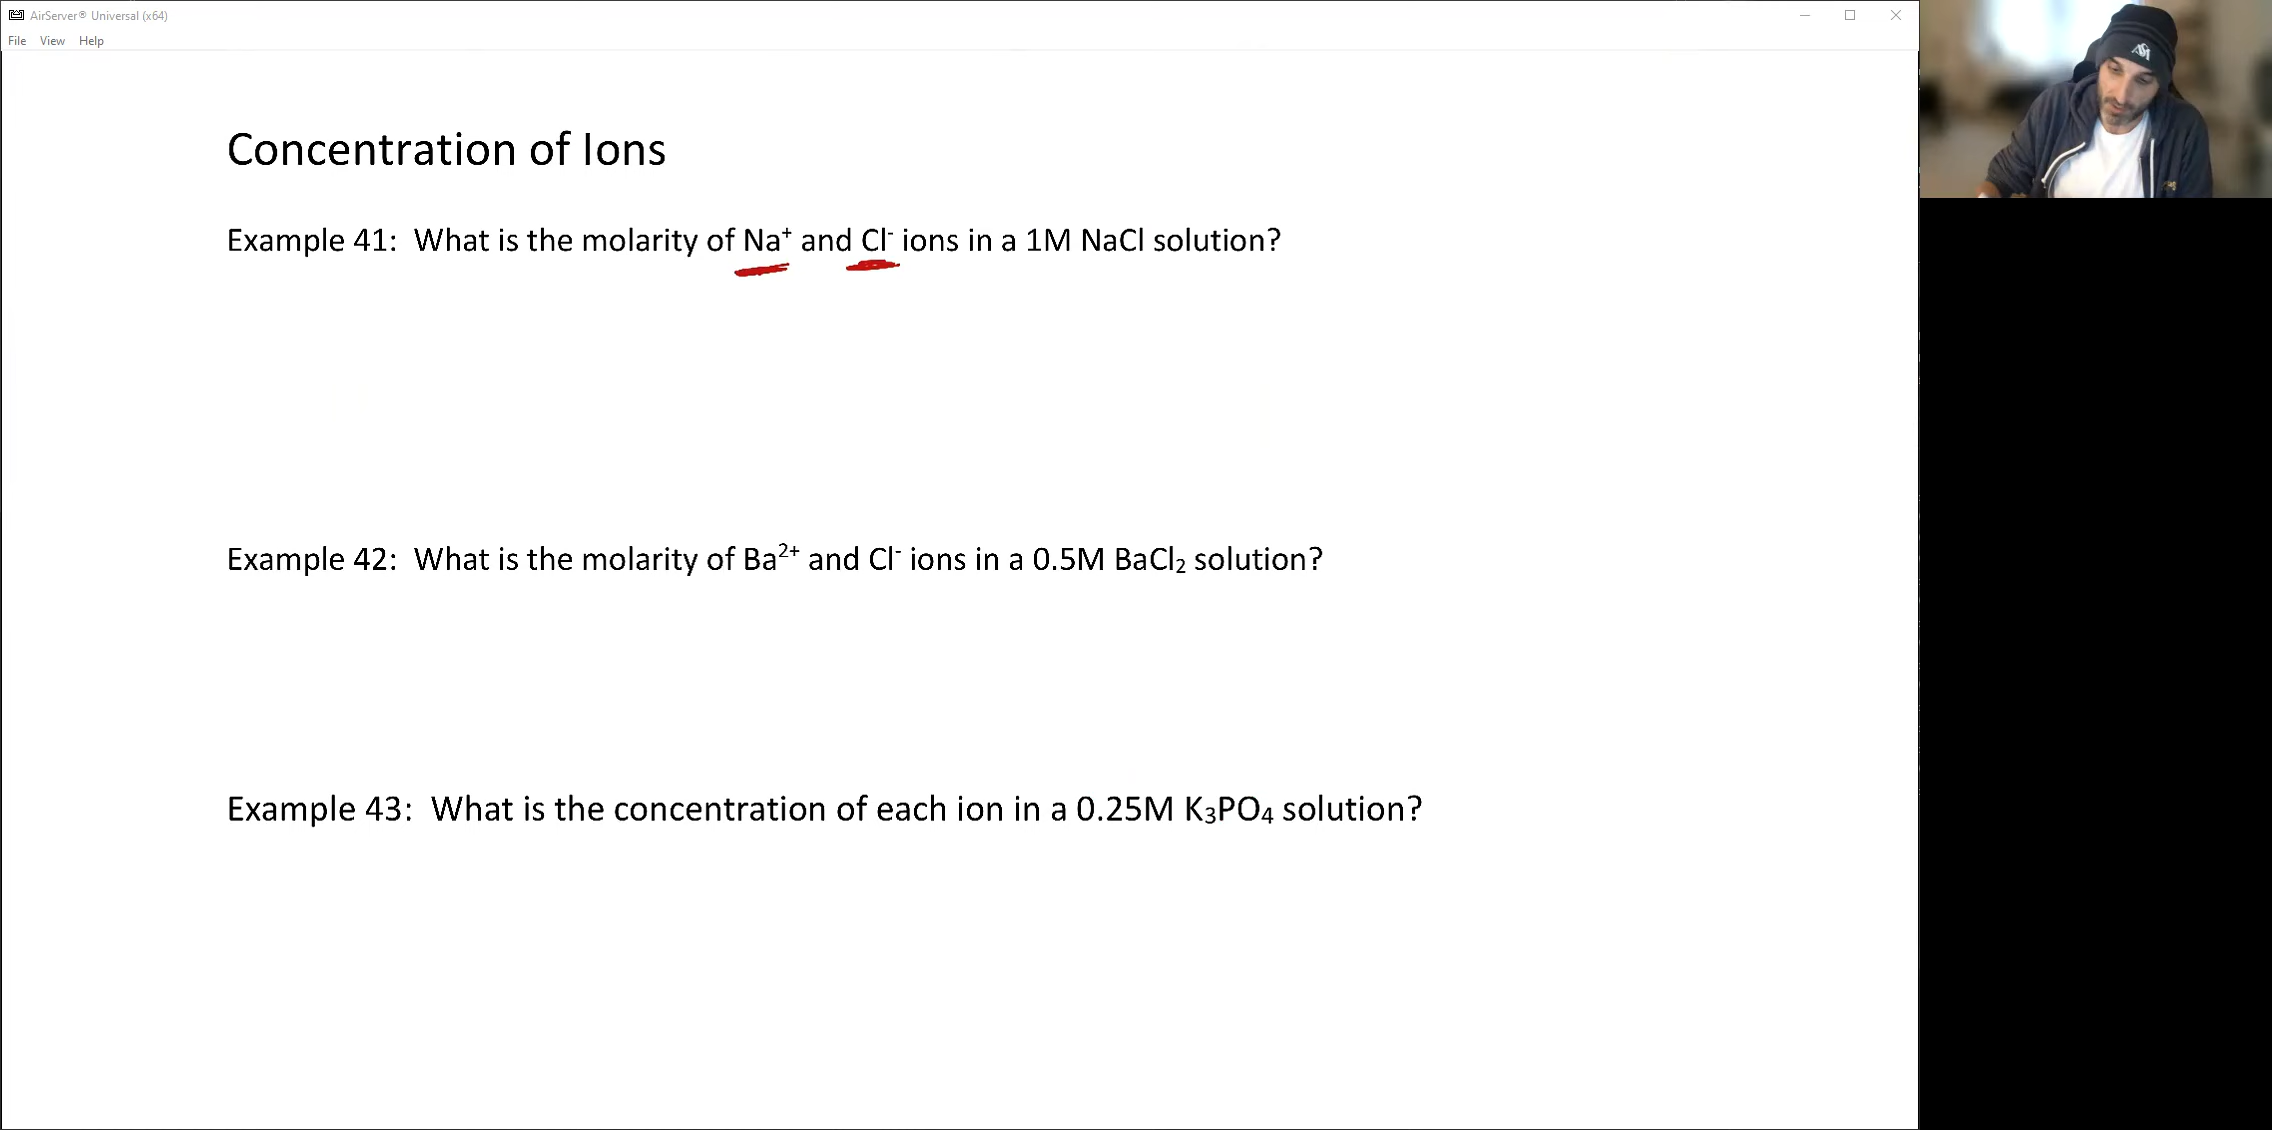 AirServer® Universal (x64)
File View Help
Concentration of Ions
Example 41: What is the molarity of Na⁺ and Cl⁻ ions in a 1M NaCl solution?
Example 42: What is the molarity of Ba²⁺ and Cl⁻ ions in a 0.5M BaCl₂ solution?
Example 43: What is the concentration of each ion in a 0.25M K₃PO₄ solution?